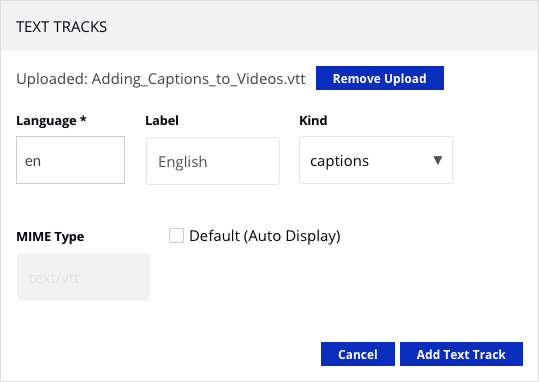 TEXT TRACKS
Uploaded: Adding_Captions_to_Videos.vtt Remove Upload
Language * Label Kind
en English captions
MIME Type Default (Auto Display)
text/vtt
Cancel Add Text Track